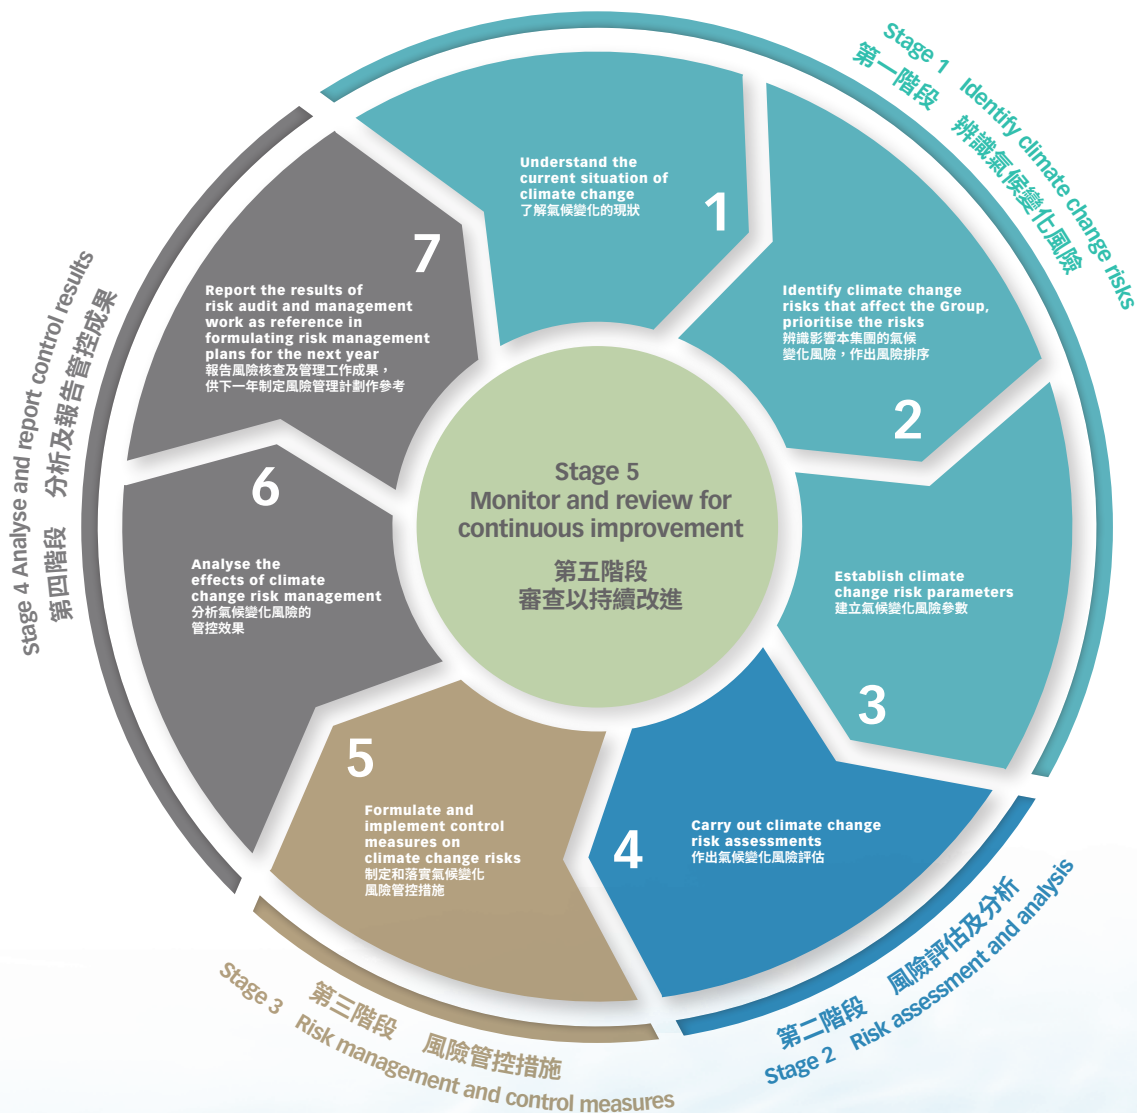 Stage 1 Identify climate change risks
第一階段 辨識氣候變化風險
Understand the
current situation of
climate change
了解氣候變化的現狀
1
Identify climate change
risks that affect the Group,
prioritise the risks
辨識影響本集團的氣候
變化風險，作出風險排序
2
Establish climate
change risk parameters
建立氣候變化風險參數
3
第二階段 風險評估及分析
Stage 2 Risk assessment and analysis
Carry out climate change
risk assessments
作出氣候變化風險評估
4
第三階段 風險管控措施
Stage 3 Risk management and control measures
5
Formulate and
implement control
measures on
climate change risks
制定和落實氣候變化
風險管控措施
Stage 4 Analyse and report control results
第四階段 分析及報告管控成果
6
Analyse the
effects of climate
change risk management
分析氣候變化風險的
管控效果
7
Report the results of
risk audit and management
work as reference in
formulating risk management
plans for the next year
報告風險核查及管理工作成果，
供下一年制定風險管理計劃作參考
Stage 5
Monitor and review for
continuous improvement
第五階段
審查以持續改進